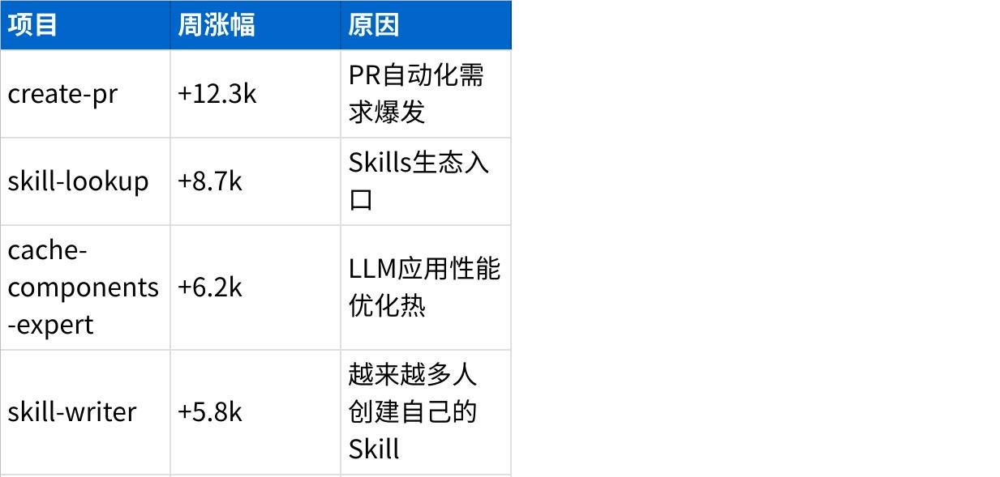 项目 周涨幅 原因
create-pr +12.3k PR自动化需
求爆发
skill-lookup +8.7k Skills生态入
口
cache-
components
-expert +6.2k LLM应用性能
优化热
skill-writer +5.8k 越来越多人
创建自己的
Skill